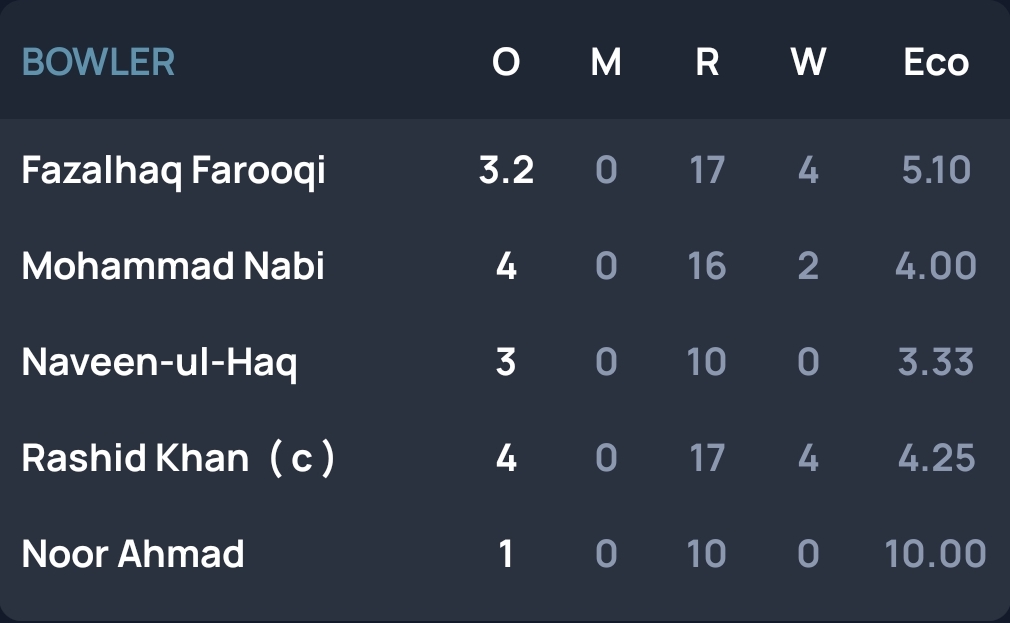 BOWLER O M R W Eco
Fazalhaq Farooqi 3.2 0 17 4 5.10
Mohammad Nabi 4 0 16 2 4.00
Naveen-ul-Haq 3 0 10 0 3.33
Rashid Khan ( c ) 4 0 17 4 4.25
Noor Ahmad 1 0 10 0 10.00